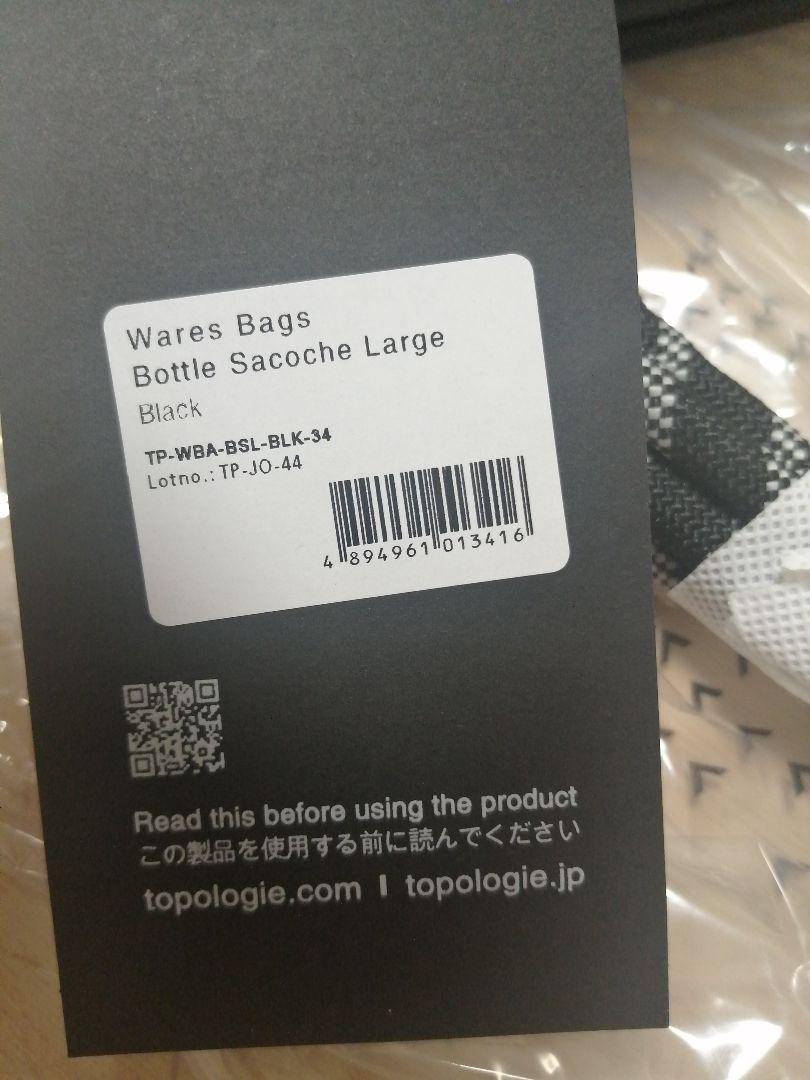 Wares Bags
Bottle Sacoche Large
Black
TP-WBA-BSL-BLK-34
Lotno.: TP-JO-44
4 894961 013416
Read this before using the product
この製品を使用する前に読んでください
topologie.com | topologie.jp